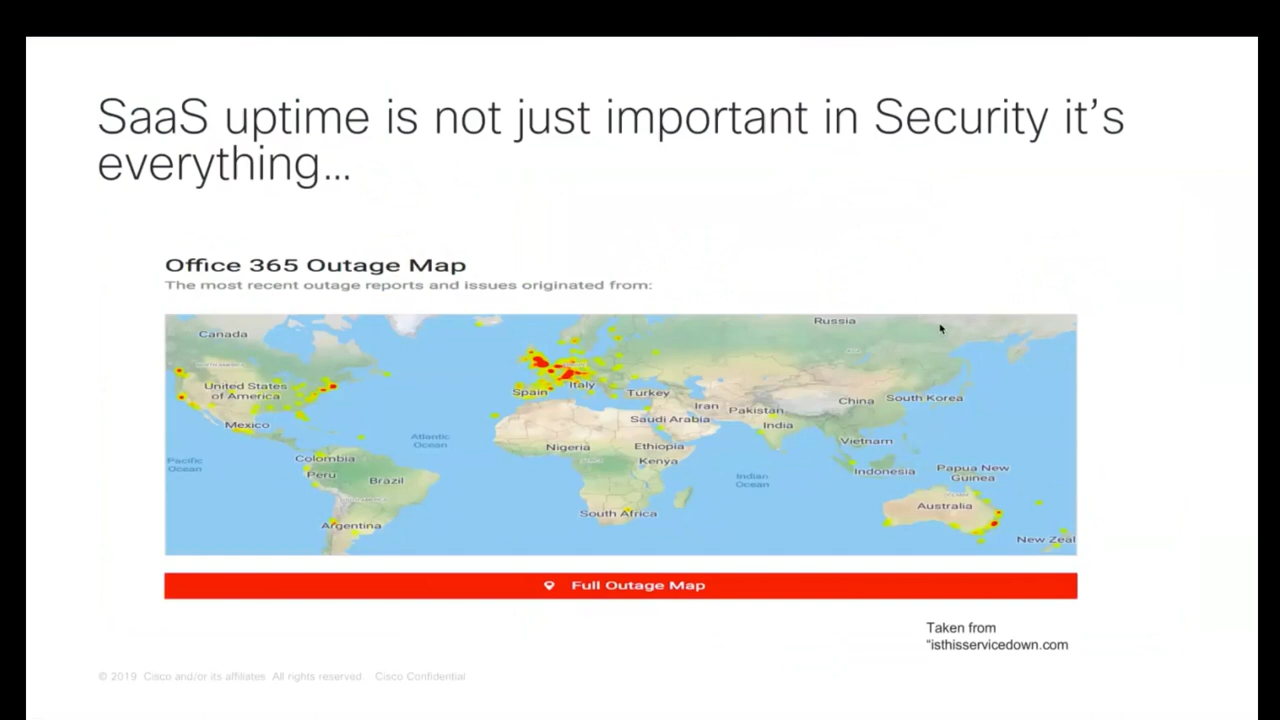 SaaS uptime is not just important in Security it's
everything...
Office 365 Outage Map
The most recent outage reports and issues originated from:
Russia
Canada
United States
of America
Spain
Italy
Turkey
China
South Korea
Iran
Pakistan
Saudi Arabia
India
Mexico
Atlantic
Ocean
Nigeria
Ethiopia
Kenya
Vietnam
Pacific
Ocean
Colombia
Peru
Brazil
Indian
Ocean
Indonesia
Papua New
Guinea
Australia
South Africa
Argentina
New Zeal
Full Outage Map
Taken from
“isthisservicedown.com
© 2019 Cisco and/or its affiliates All rights reserved. Cisco Confidential